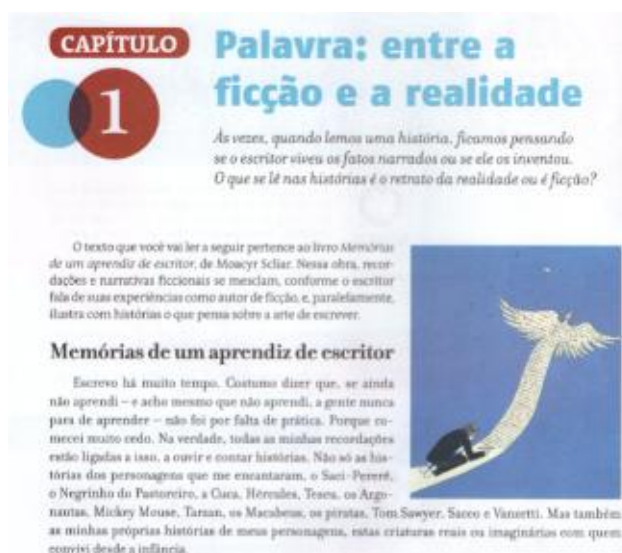 CAPÍTULO
1
Palavra: entre a
ficção e a realidade
Às vezes, quando lemos uma história, ficamos pensando
se o escritor viveu os fatos narrados ou se ele os inventou.
O que se lê nas histórias é o retrato da realidade ou é ficção?
O texto que você vai ler a seguir pertence ao livro Memórias
de um aprendiz de escritor, de Moacyr Scliar. Nessa obra, recor-
dações e narrativas ficcionais se mesclam, conforme o escritor
fala de suas experiências como autor de ficção, e, paralelamente,
ilustra com histórias o que pensa sobre a arte de escrever.
Memórias de um aprendiz de escritor
Escrevo há muito tempo. Costumo dizer que, se ainda
não aprendi – e acho mesmo que não aprendi, a gente nunca
para de aprender – não foi por falta de prática. Porque co-
mecei muito cedo. Na verdade, todas as minhas recordações
estão ligadas a isso, a ouvir e contar histórias. Não só as his-
tórias dos personagens que me encantaram, o Saci-Pererê,
o Negrinho do Pastoreiro, a Cuca, Hércules, Teseu, os Argo-
nautas, Mickey Mouse, Tarzan, os Macabeus, os piratas, Tom Sawyer, Sacco e Vanzetti. Mas também
as minhas próprias histórias de meus personagens, estas criaturas reais ou imaginárias com quem
convivi desde a infância.